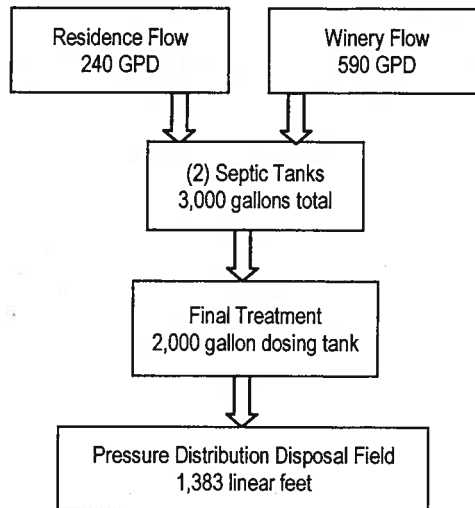 Residence Flow
240 GPD
Winery Flow
590 GPD
(2) Septic Tanks
3,000 gallons total
Final Treatment
2,000 gallon dosing tank
Pressure Distribution Disposal Field
1,383 linear feet